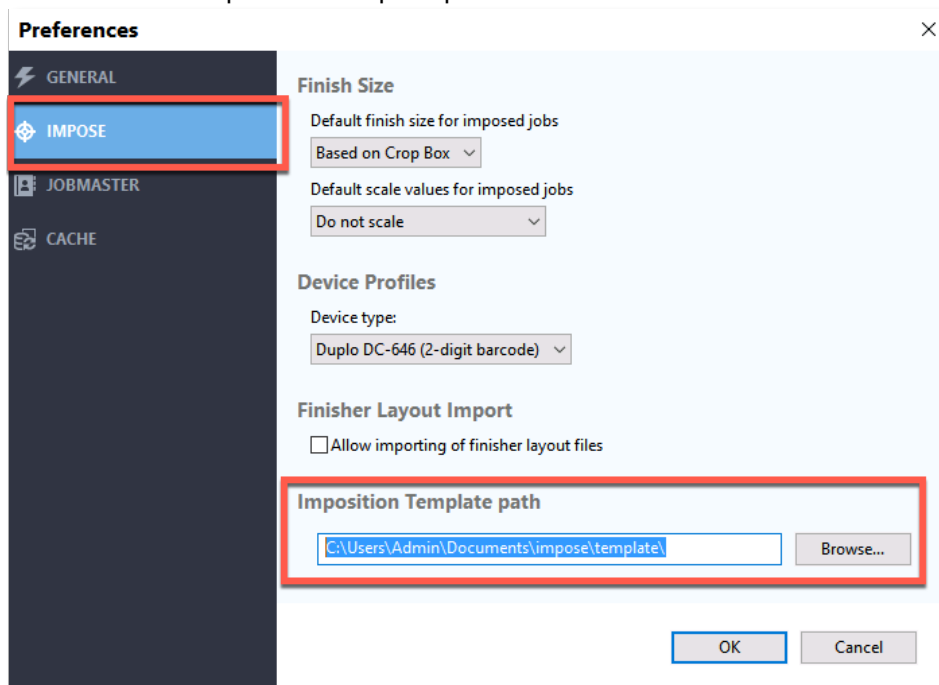 Preferences
GENERAL
IMPOSE
JOBMASTER
CACHE
Finish Size
Default finish size for imposed jobs
Based on Crop Box
Default scale values for imposed jobs
Do not scale
Device Profiles
Device type:
Duplo DC-646 (2-digit barcode)
Finisher Layout Import
Allow importing of finisher layout files
Imposition Template path
C:\Users\Admin\Documents\impose\template\
Browse...
OK
Cancel